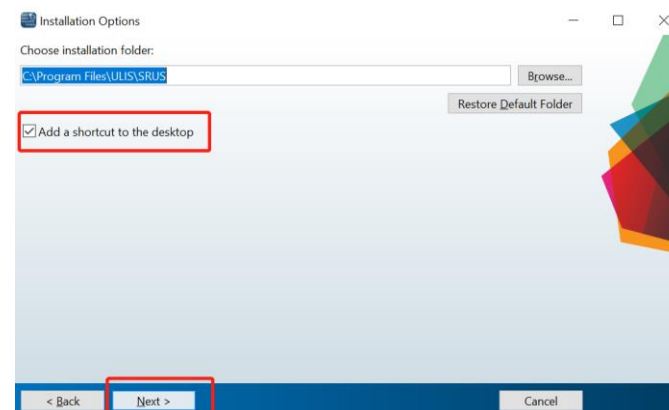 Installation Options
Choose installation folder:
C:\Program Files\ULIS\SRUS
Browse...
Restore Default Folder
Add a shortcut to the desktop
< Back
Next >
Cancel